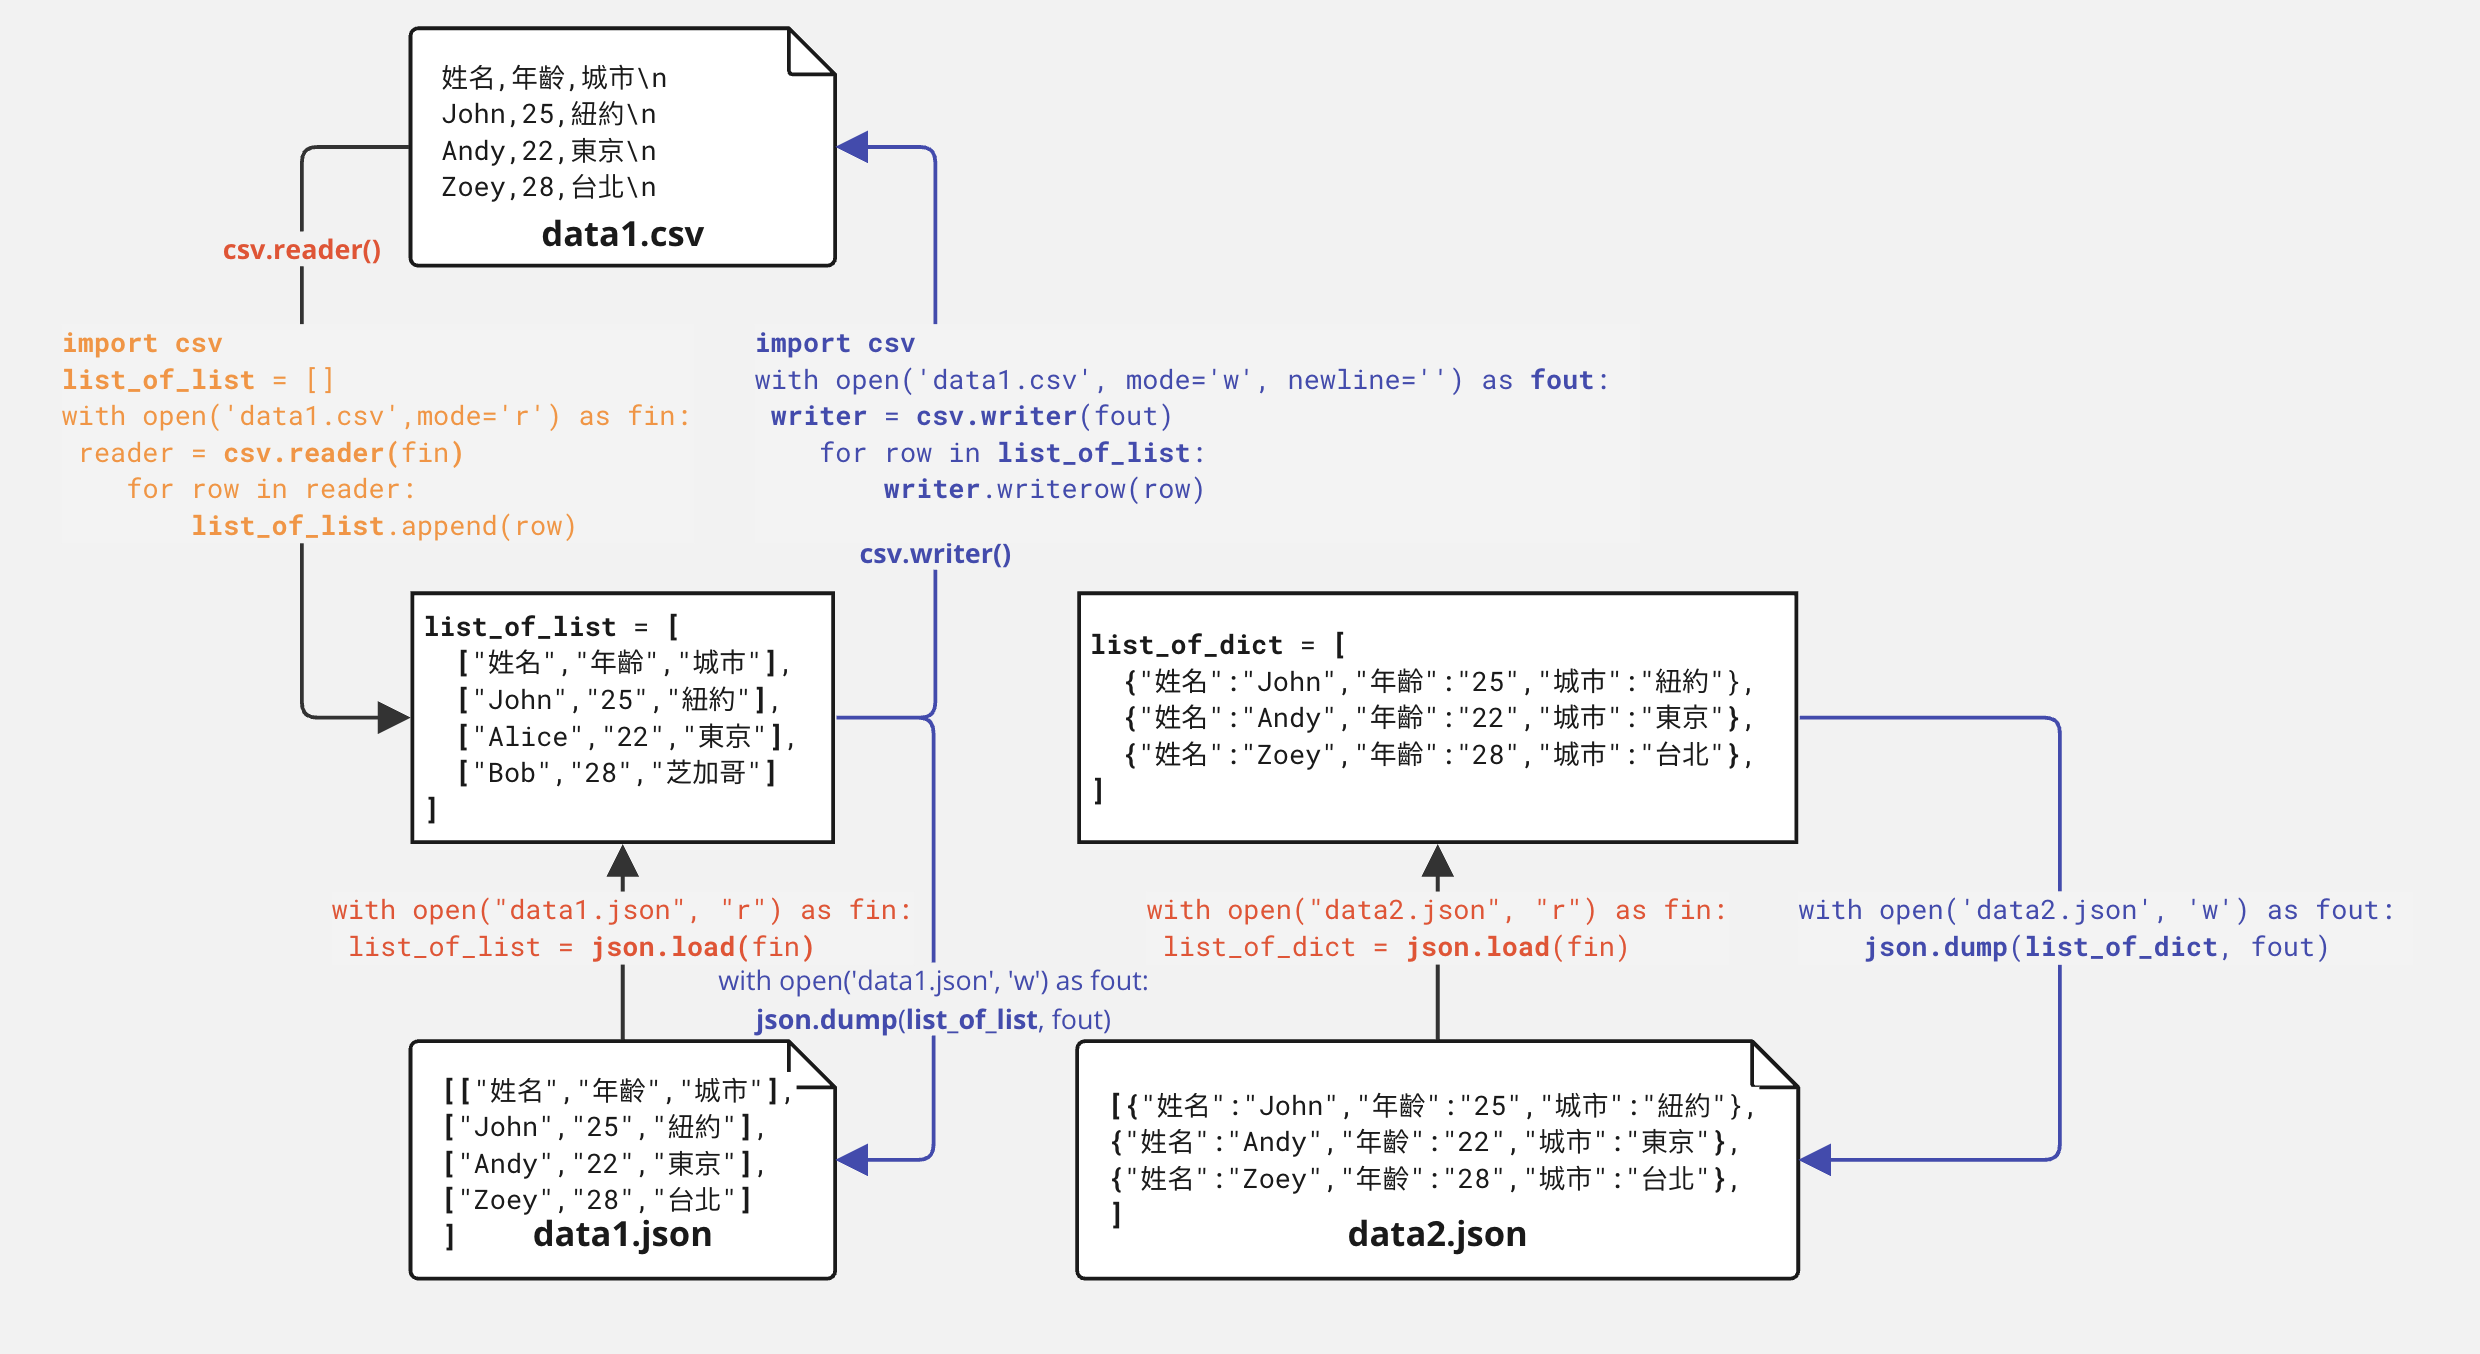 姓名,年齡,城市\n
John,25,紐約\n
Andy,22,東京\n
Zoey,28,台北\n
data1.csv
csv.reader()
import csv
list_of_list = []
with open('data1.csv',mode='r') as fin:
 reader = csv.reader(fin)
    for row in reader:
        list_of_list.append(row)
import csv
with open('data1.csv', mode='w', newline='') as fout:
 writer = csv.writer(fout)
    for row in list_of_list:
        writer.writerow(row)
csv.writer()
list_of_list = [
  ["姓名","年齡","城市"],
  ["John","25","紐約"],
  ["Alice","22","東京"],
  ["Bob","28","芝加哥"]
]
list_of_dict = [
  {"姓名":"John","年齡":"25","城市":"紐約"},
  {"姓名":"Andy","年齡":"22","城市":"東京"},
  {"姓名":"Zoey","年齡":"28","城市":"台北"},
]
with open("data1.json", "r") as fin:
 list_of_list = json.load(fin)
with open('data1.json', 'w') as fout:
json.dump(list_of_list, fout)
with open("data2.json", "r") as fin:
 list_of_dict = json.load(fin)
with open('data2.json', 'w') as fout:
    json.dump(list_of_dict, fout)
[["姓名","年齡","城市"],
["John","25","紐約"],
["Andy","22","東京"],
["Zoey","28","台北"]
]
data1.json
[{"姓名":"John","年齡":"25","城市":"紐約"},
{"姓名":"Andy","年齡":"22","城市":"東京"},
{"姓名":"Zoey","年齡":"28","城市":"台北"},
]
data2.json